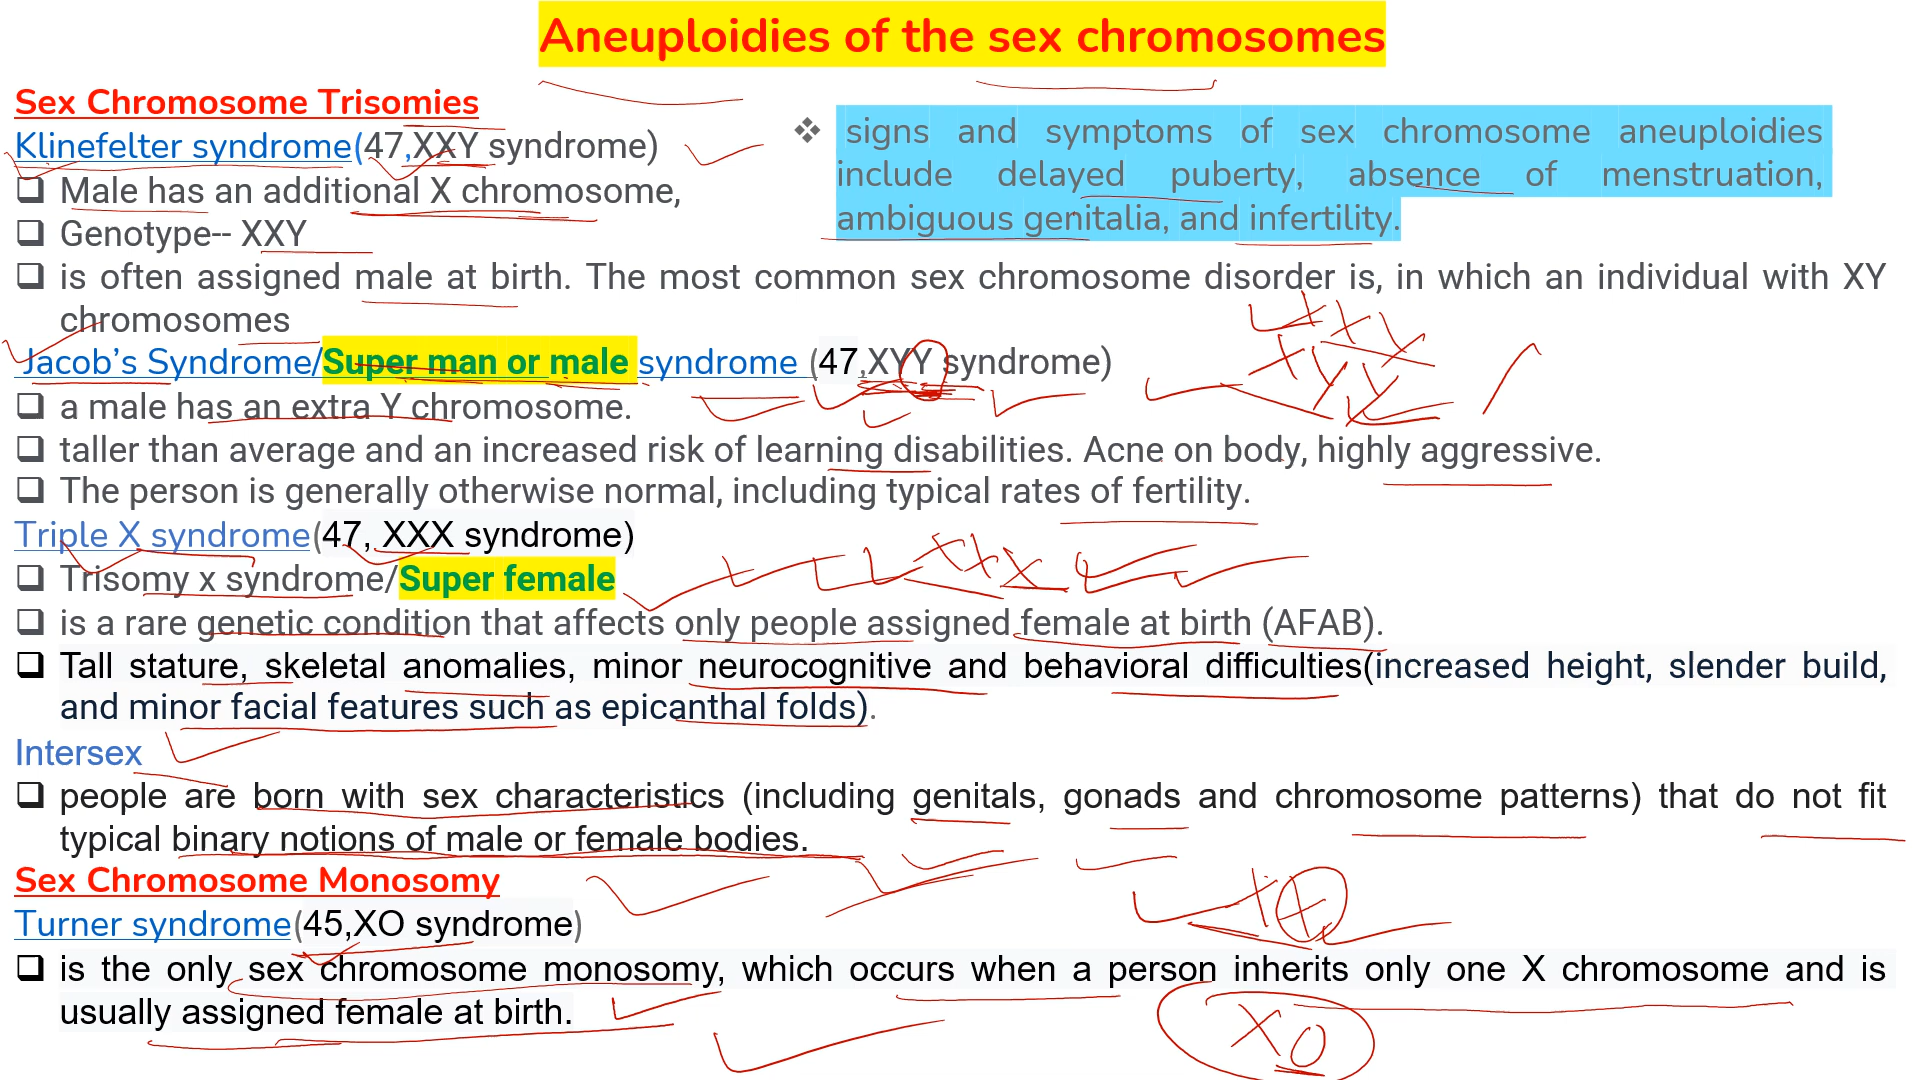 Aneuploidies of the sex chromosomes
Sex Chromosome Trisomies
Klinefelter syndrome(47,XXY syndrome)
❑ Male has an additional X chromosome,
❑ Genotype-- XXY
❖ signs and symptoms of sex chromosome aneuploidies
include delayed puberty, absence of menstruation,
ambiguous genitalia, and infertility.
❑ is often assigned male at birth. The most common sex chromosome disorder is, in which an individual with XY
chromosomes
Jacob's Syndrome/Super man or male syndrome (47,XYY syndrome)
❑ a male has an extra Y chromosome.
XXY
XYY
❑ taller than average and an increased risk of learning disabilities. Acne on body, highly aggressive.
❑ The person is generally otherwise normal, including typical rates of fertility.
Triple X syndrome(47, XXX syndrome)
❑ Trisomy x syndrome/Super female
XXX
❑ is a rare genetic condition that affects only people assigned female at birth (AFAB).
❑ Tall stature, skeletal anomalies, minor neurocognitive and behavioral difficulties(increased height, slender build,
and minor facial features such as epicanthal folds).
Intersex
❑ people are born with sex characteristics (including genitals, gonads and chromosome patterns) that do not fit
typical binary notions of male or female bodies.
Sex Chromosome Monosomy
Turner syndrome(45,XO syndrome)
XX
❑ is the only sex chromosome monosomy, which occurs when a person inherits only one X chromosome and is
usually assigned female at birth.
XO